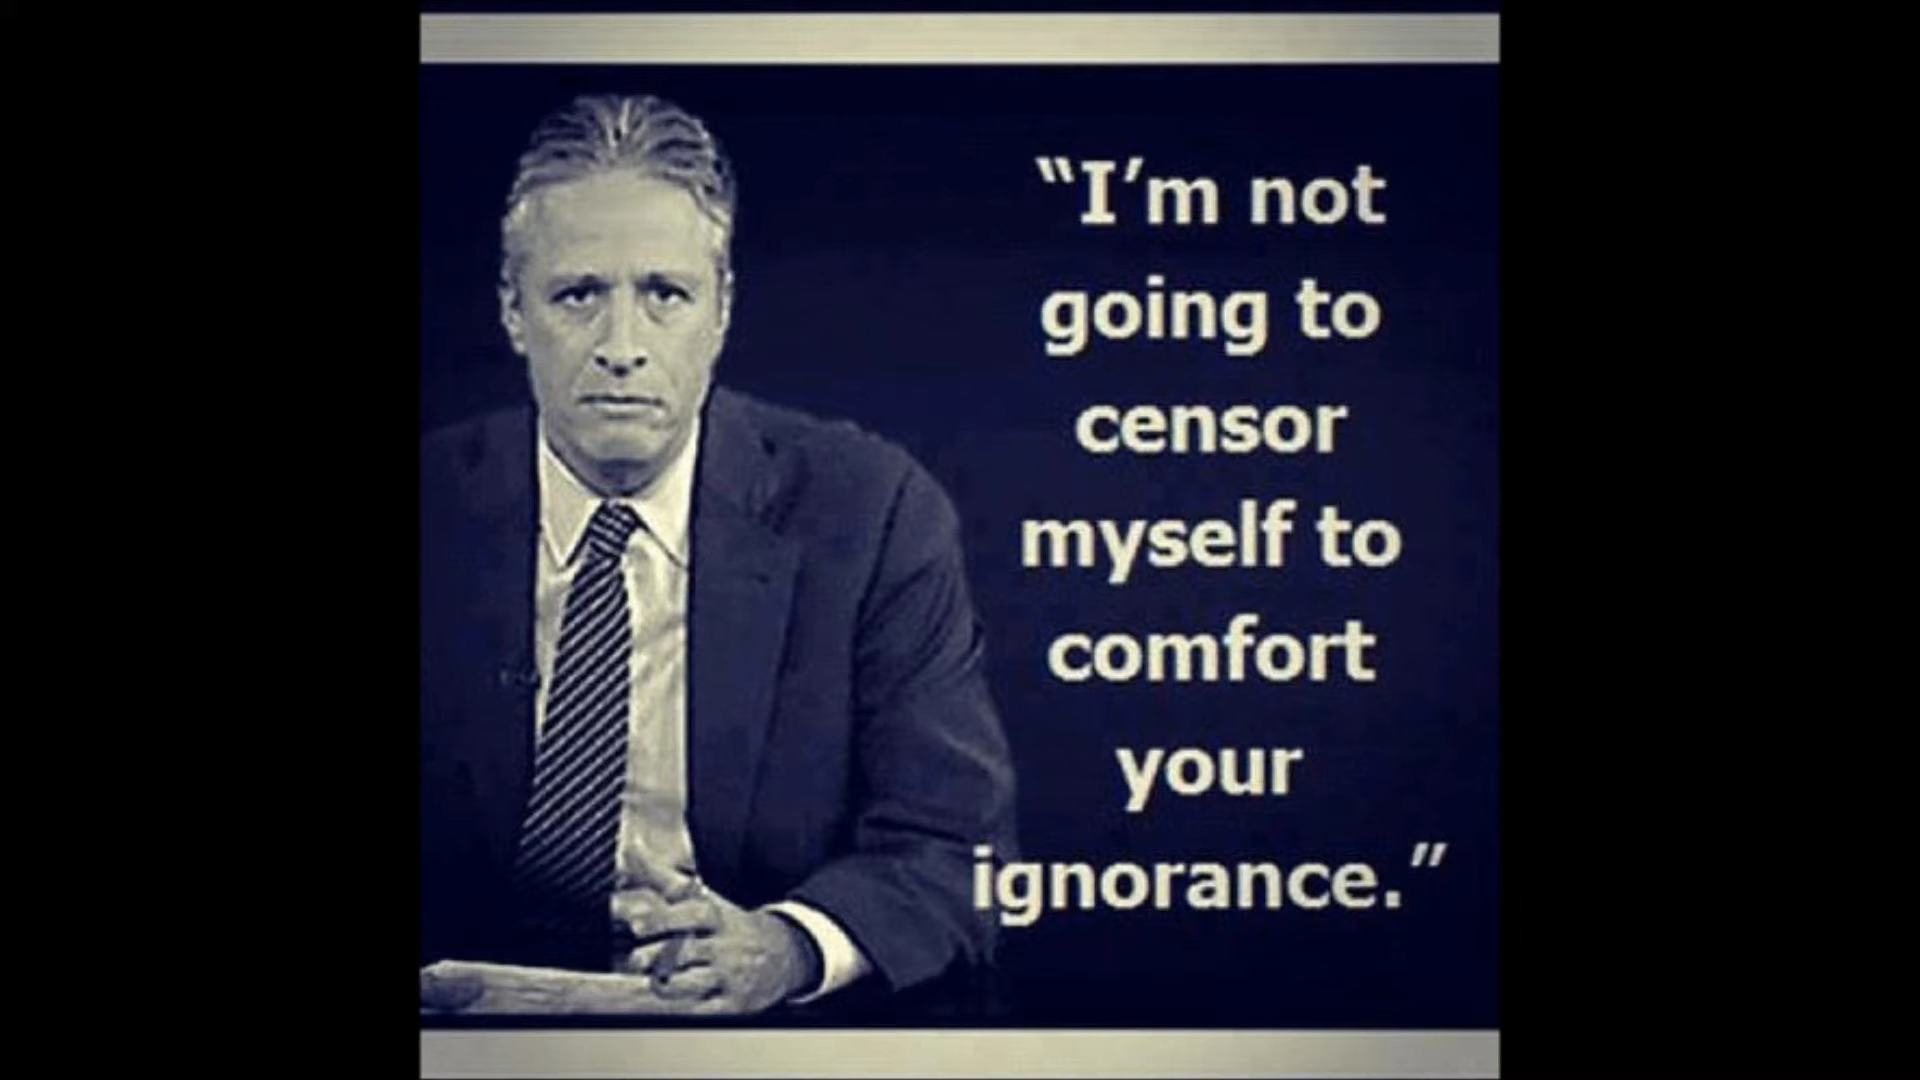 “I’m not
going to
censor
myself to
comfort
your
ignorance.”